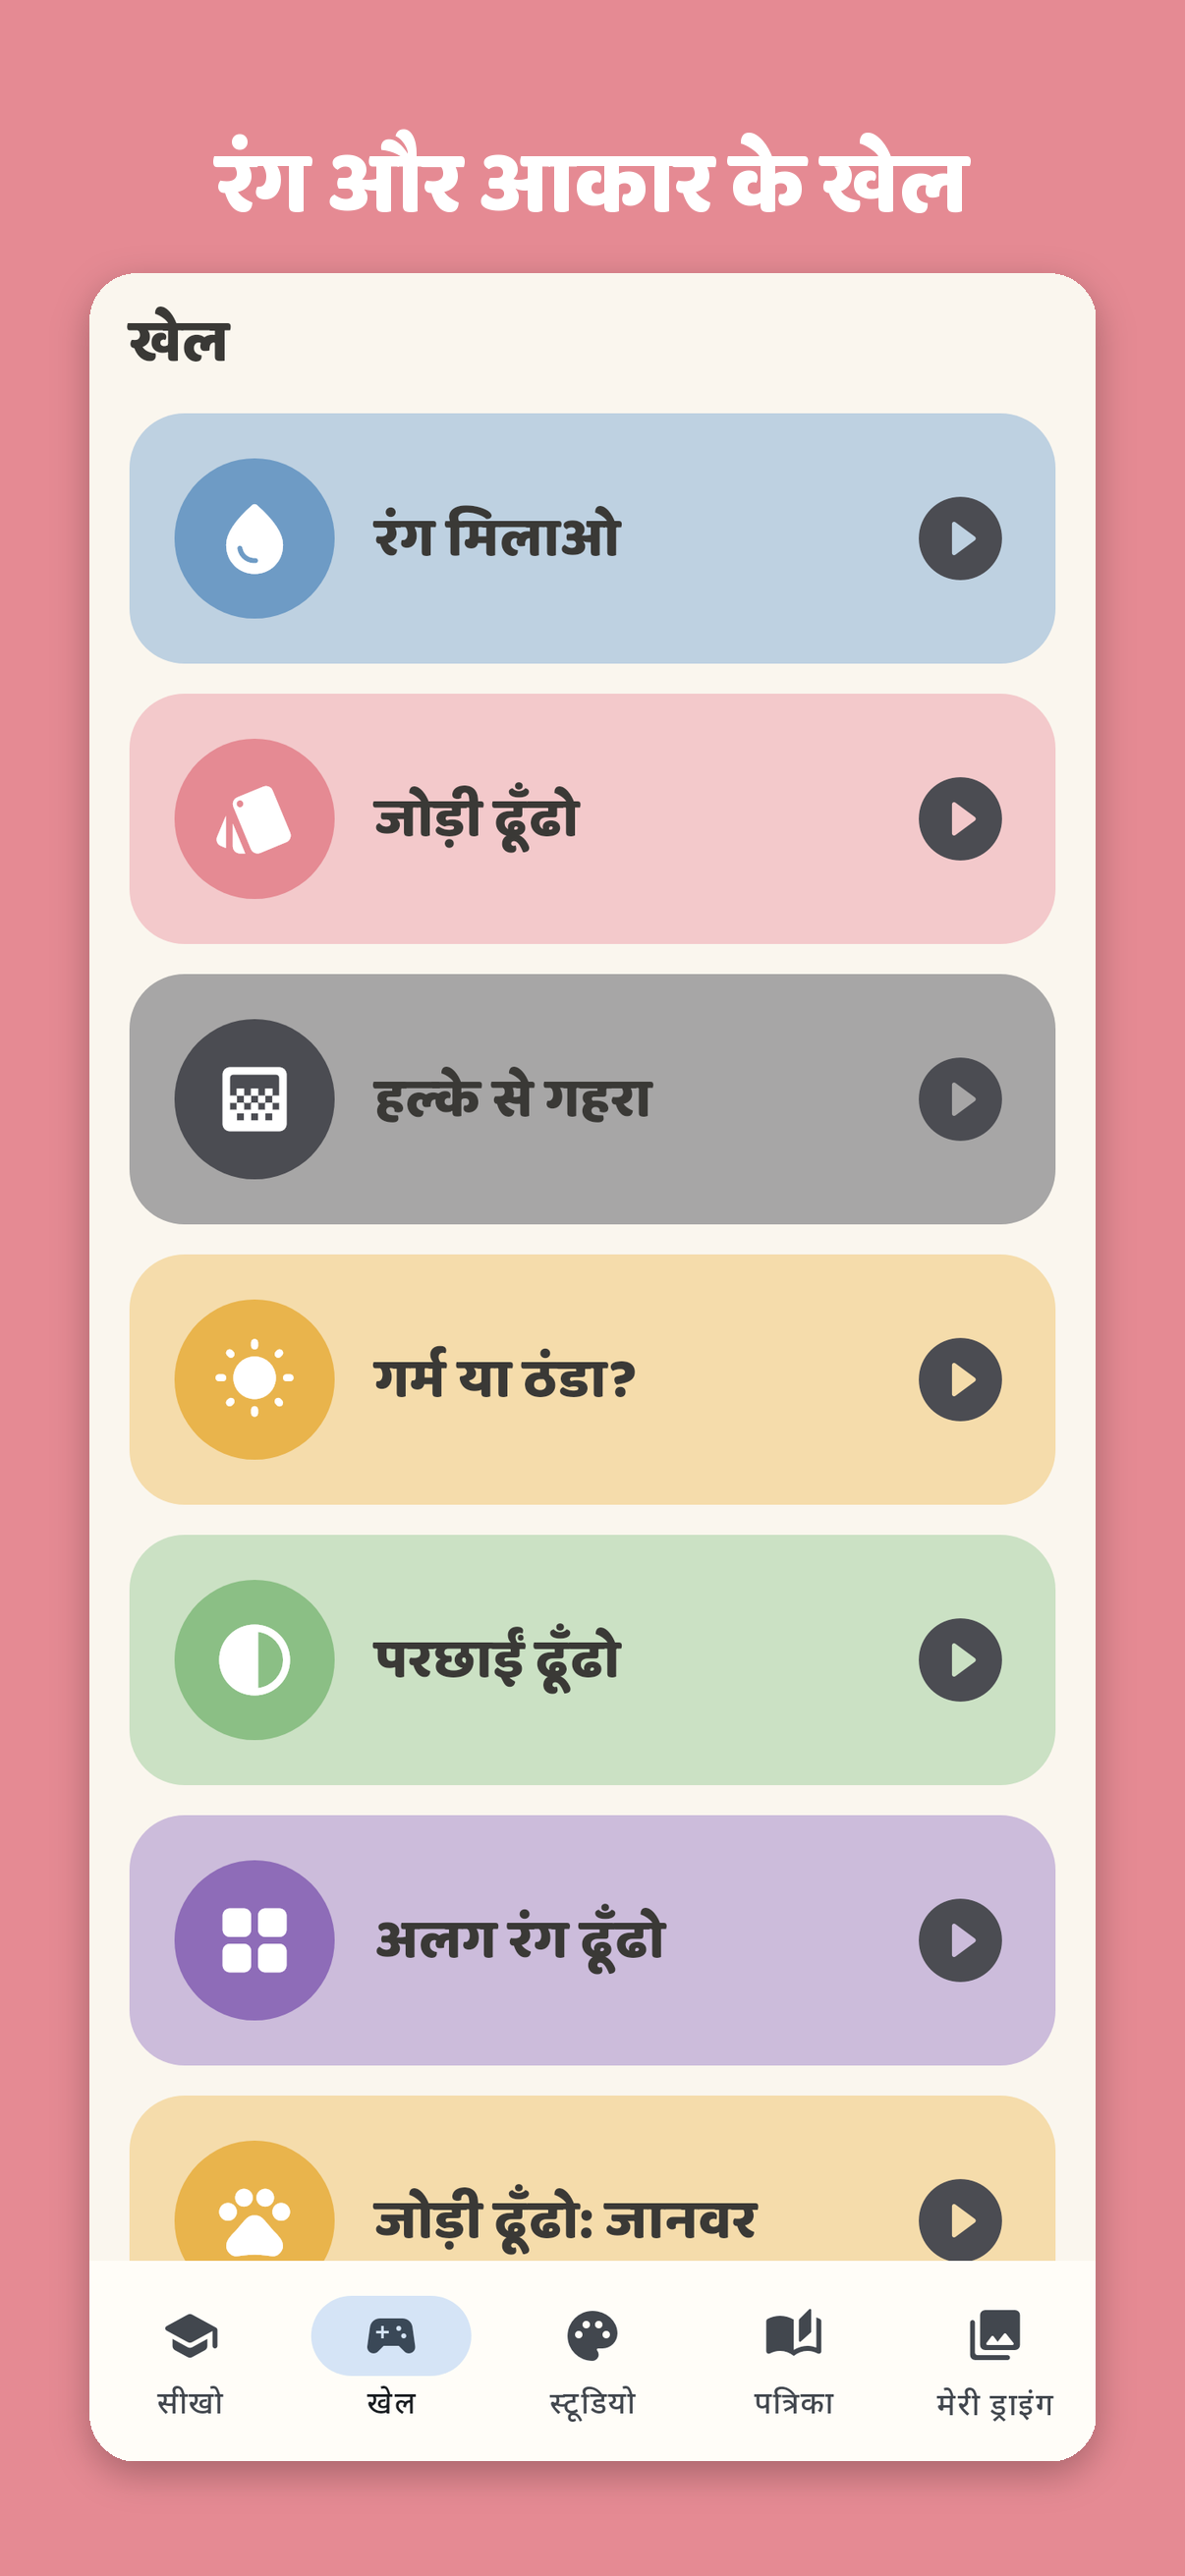 रंग और आकार के खेल
खेल
रंग मिलाओ
जोड़ी ढूँढो
हल्के से गहरा
गर्म या ठंडा?
परछाईं ढूँढो
अलग रंग ढूँढो
जोड़ी ढूँढो: जानवर
सीखो
खेल
स्टूडियो
पत्रिका
मेरी ड्राइंग